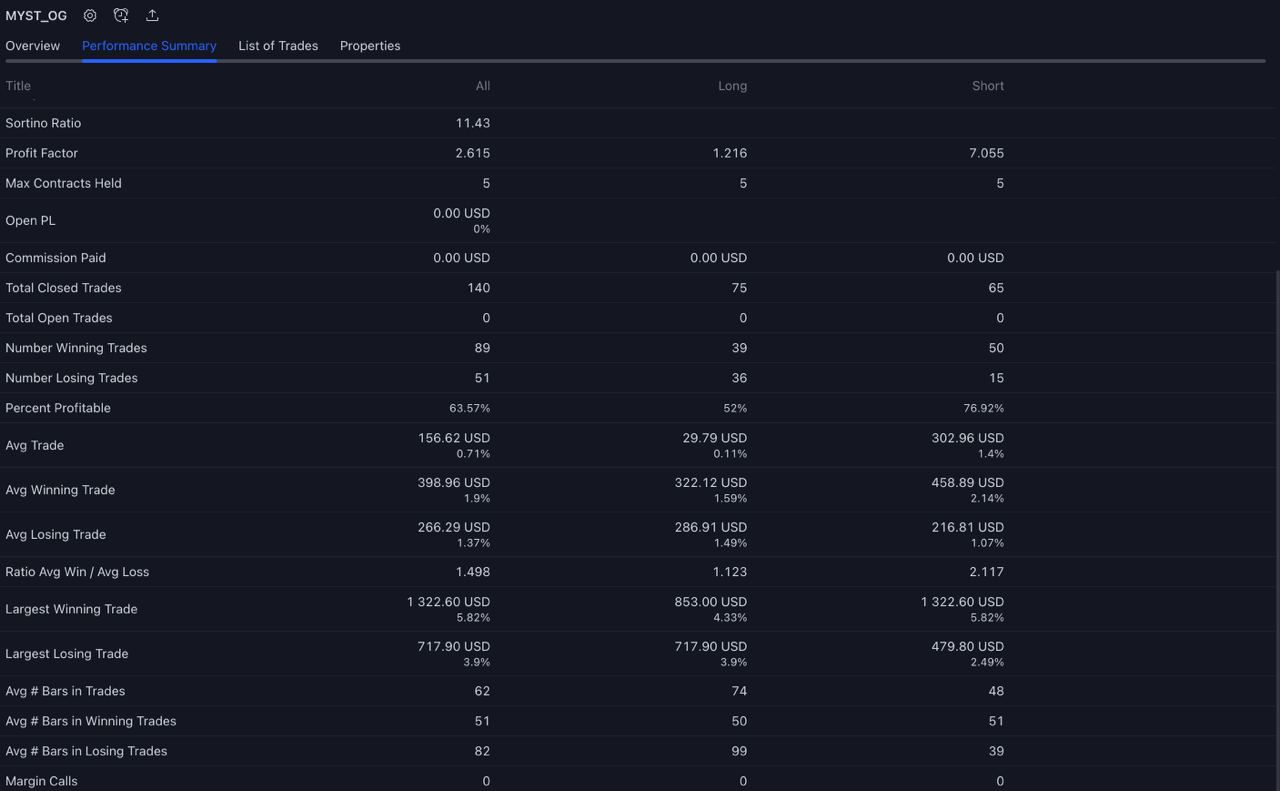 MYST_OG
Overview Performance Summary List of Trades Properties
Title All Long Short
Sortino Ratio 11.43
Profit Factor 2.615 1.216 7.055
Max Contracts Held 5 5 5
Open PL 0.00 USD
0%
Commission Paid 0.00 USD 0.00 USD 0.00 USD
Total Closed Trades 140 75 65
Total Open Trades 0 0 0
Number Winning Trades 89 39 50
Number Losing Trades 51 36 15
Percent Profitable 63.57% 52% 76.92%
Avg Trade 156.62 USD 29.79 USD 302.96 USD
0.71% 0.11% 1.4%
Avg Winning Trade 398.96 USD 322.12 USD 458.89 USD
1.9% 1.59% 2.14%
Avg Losing Trade 266.29 USD 286.91 USD 216.81 USD
1.37% 1.49% 1.07%
Ratio Avg Win / Avg Loss 1.498 1.123 2.117
Largest Winning Trade 1 322.60 USD 853.00 USD 1 322.60 USD
5.82% 4.33% 5.82%
Largest Losing Trade 717.90 USD 717.90 USD 479.80 USD
3.9% 3.9% 2.49%
Avg # Bars in Trades 62 74 48
Avg # Bars in Winning Trades 51 50 51
Avg # Bars in Losing Trades 82 99 39
Margin Calls 0 0 0